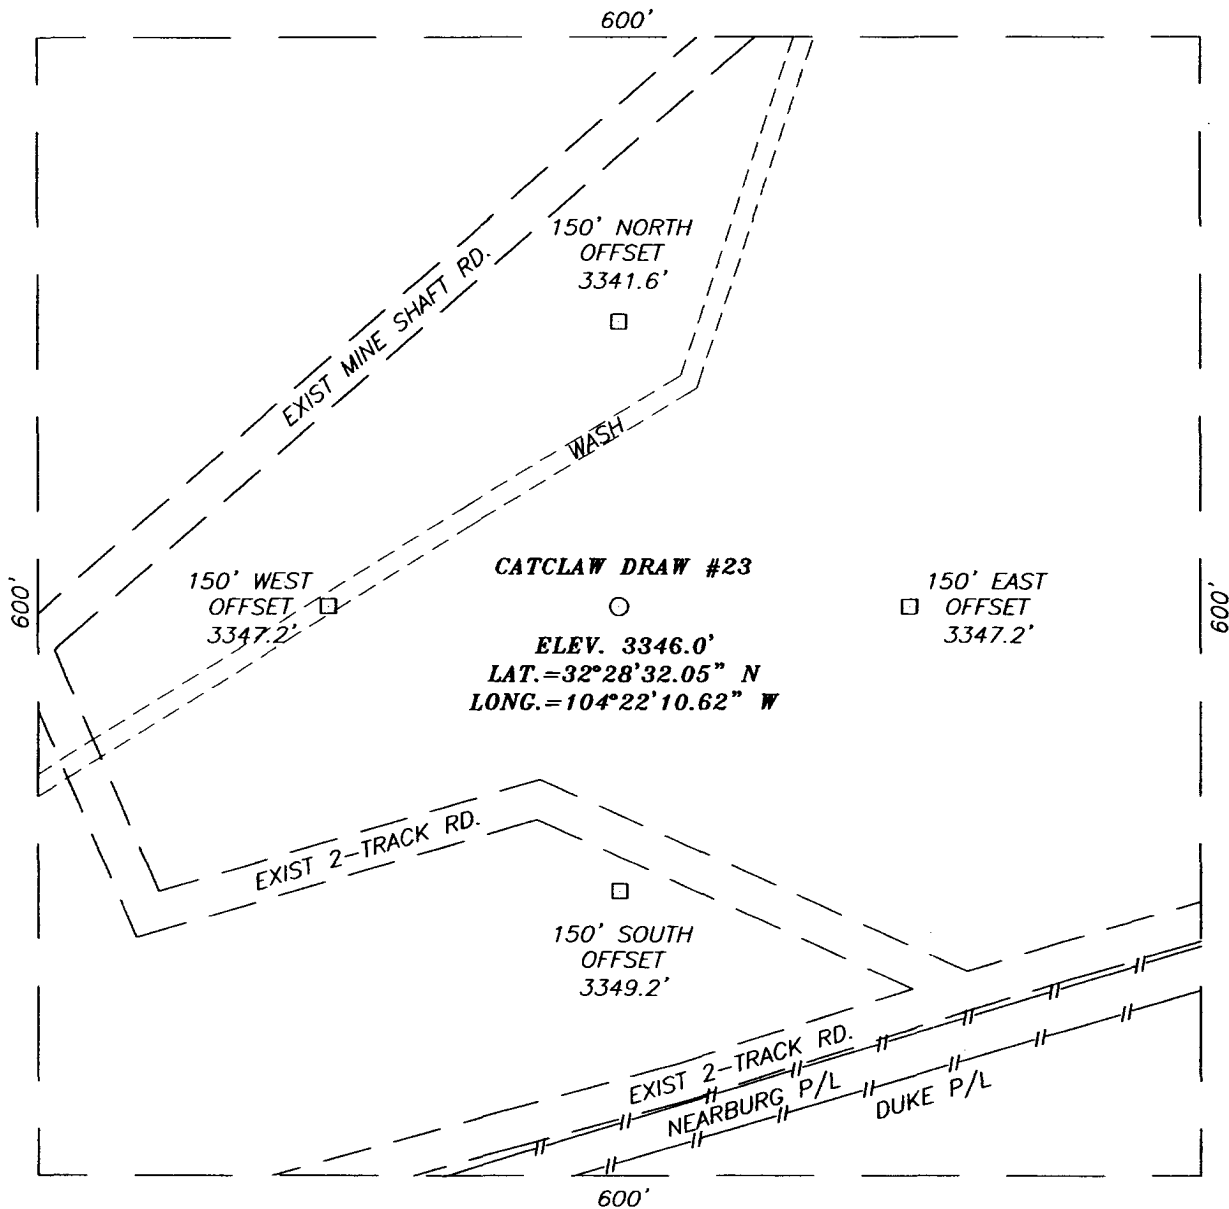 600'
150' NORTH
OFFSET
3341.6'
EXIST MINE SHAFT RD.
WASH
CATCLAW DRAW #23
150' WEST
OFFSET
3347.2'
150' EAST
OFFSET
3347.2'
600'
600'
ELEV. 3346.0'
LAT.=32°28'32.05" N
LONG.=104°22'10.62" W
EXIST 2-TRACK RD.
150' SOUTH
OFFSET
3349.2'
EXIST 2-TRACK RD.
NEARBURG P/L
DUKE P/L
600'